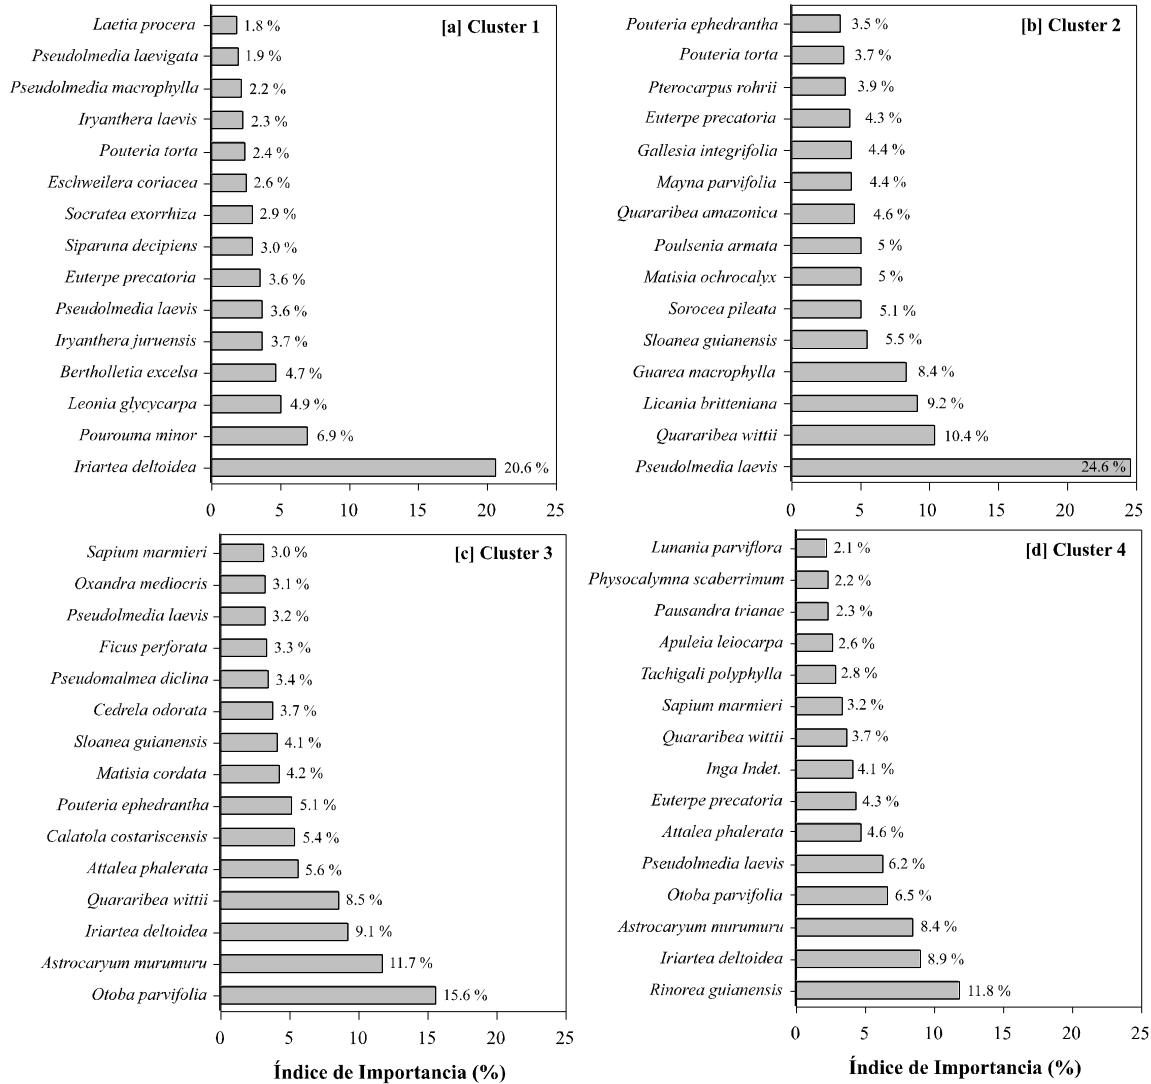 [a] Cluster 1
Laetia procera 1.8 %
Pseudolmedia laevigata 1.9 %
Pseudolmedia macrophylla 2.2 %
Iryanthera laevis 2.3 %
Pouteria torta 2.4 %
Eschweilera coriacea 2.6 %
Socratea exorrhiza 2.9 %
Siparuna decipiens 3.0 %
Euterpe precatoria 3.6 %
Pseudolmedia laevis 3.6 %
Iryanthera juruensis 3.7 %
Bertholletia excelsa 4.7 %
Leonia glycycarpa 4.9 %
Pourouma minor 6.9 %
Iriartea deltoidea 20.6 %
0 5 10 15 20 25
[b] Cluster 2
Pouteria ephedrantha 3.5 %
Pouteria torta 3.7 %
Pterocarpus rohrii 3.9 %
Euterpe precatoria 4.3 %
Gallesia integrifolia 4.4 %
Mayna parvifolia 4.4 %
Quararibea amazonica 4.6 %
Poulsenia armata 5 %
Matisia ochrocalyx 5 %
Sorocea pileata 5.1 %
Sloanea guianensis 5.5 %
Guarea macrophylla 8.4 %
Licania britteniana 9.2 %
Quararibea wittii 10.4 %
Pseudolmedia laevis 24.6 %
0 5 10 15 20 25
[c] Cluster 3
Sapium marmieri 3.0 %
Oxandra mediocris 3.1 %
Pseudolmedia laevis 3.2 %
Ficus perforata 3.3 %
Pseudomalmea diclina 3.4 %
Cedrela odorata 3.7 %
Sloanea guianensis 4.1 %
Matisia cordata 4.2 %
Pouteria ephedrantha 5.1 %
Calatola costariscensis 5.4 %
Attalea phalerata 5.6 %
Quararibea wittii 8.5 %
Iriartea deltoidea 9.1 %
Astrocaryum murumuru 11.7 %
Otoba parvifolia 15.6 %
0 5 10 15 20 25
Índice de Importancia (%)
[d] Cluster 4
Lunania parviflora 2.1 %
Physocalymna scaberrimum 2.2 %
Pausandra trianae 2.3 %
Apuleia leiocarpa 2.6 %
Tachigali polyphylla 2.8 %
Sapium marmieri 3.2 %
Quararibea wittii 3.7 %
Inga Indet. 4.1 %
Euterpe precatoria 4.3 %
Attalea phalerata 4.6 %
Pseudolmedia laevis 6.2 %
Otoba parvifolia 6.5 %
Astrocaryum murumuru 8.4 %
Iriartea deltoidea 8.9 %
Rinorea guianensis 11.8 %
0 5 10 15 20 25
Índice de Importancia (%)